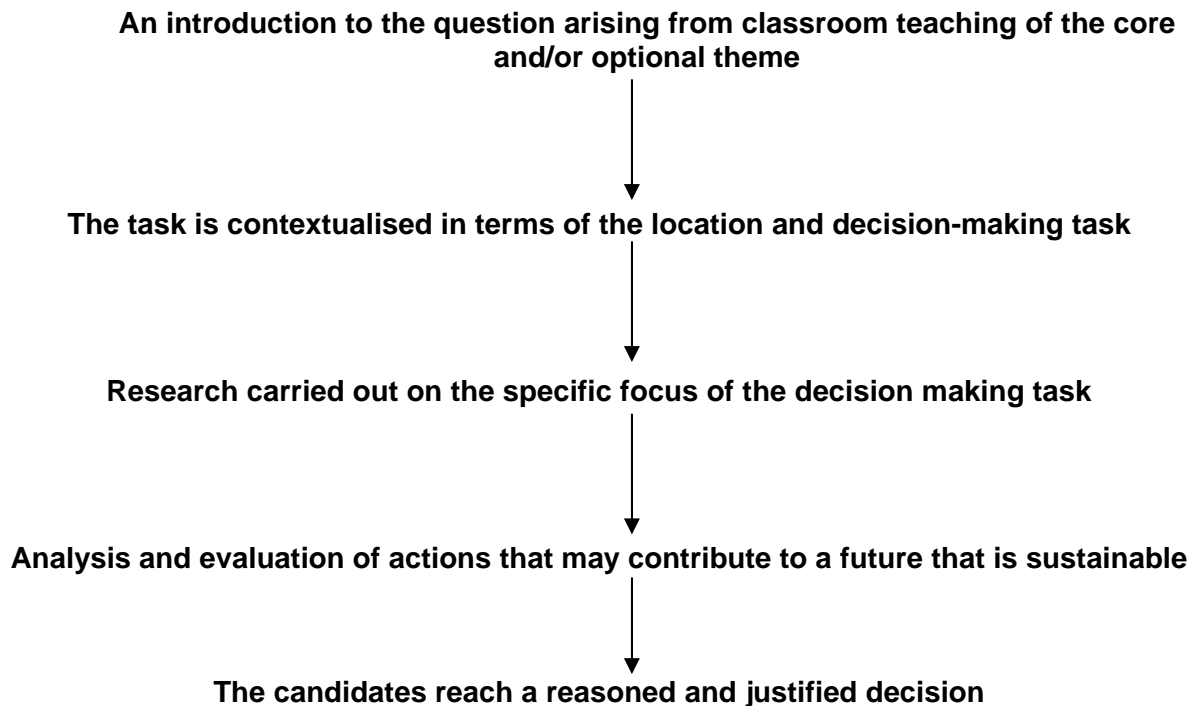 An introduction to the question arising from classroom teaching of the core
and/or optional theme
The task is contextualised in terms of the location and decision-making task
Research carried out on the specific focus of the decision making task
Analysis and evaluation of actions that may contribute to a future that is sustainable
The candidates reach a reasoned and justified decision